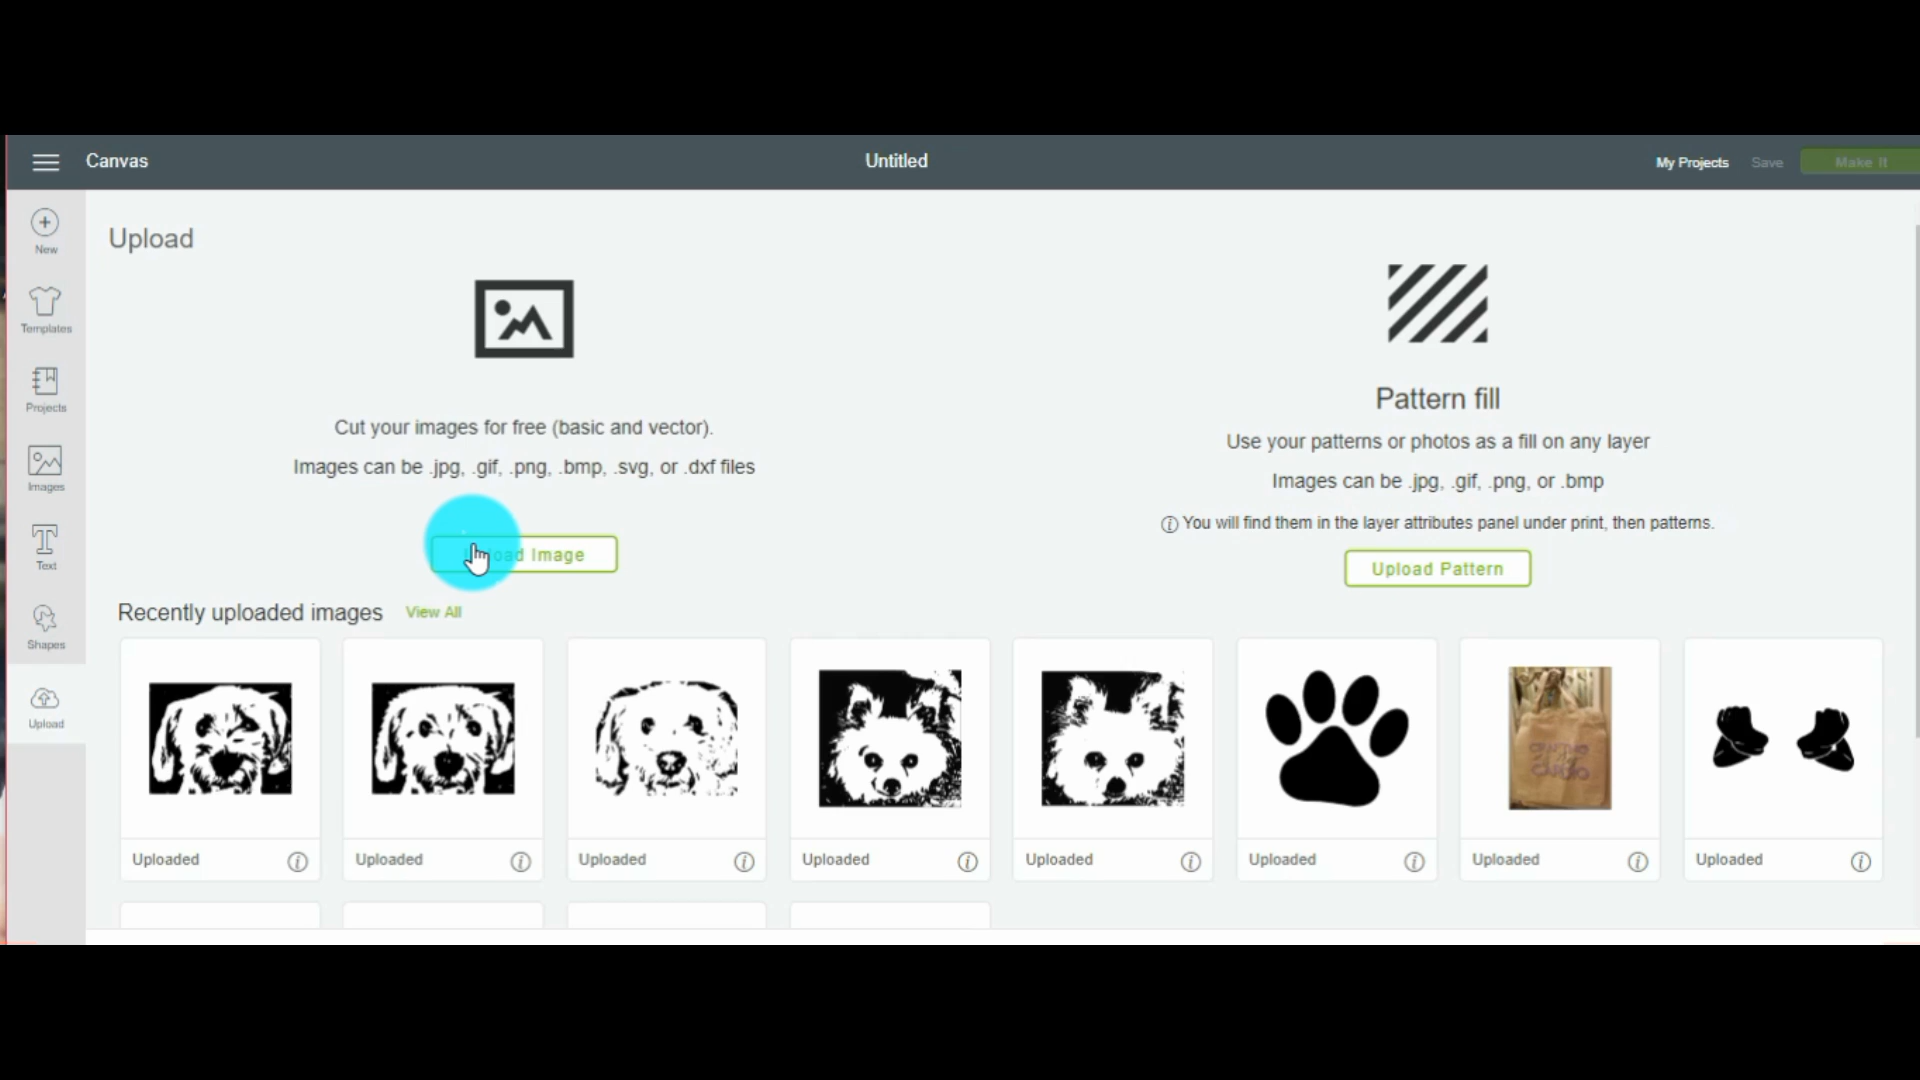 Canvas
Untitled
My Projects
Save
Make It
New
Templates
Projects
Images
Text
Shapes
Upload
Upload
Cut your images for free (basic and vector).
Images can be .jpg, .gif, .png, .bmp, .svg, or .dxf files
Upload Image
Pattern fill
Use your patterns or photos as a fill on any layer
Images can be .jpg, .gif, .png, or .bmp
You will find them in the layer attributes panel under print, then patterns.
Upload Pattern
Recently uploaded images
View All
Uploaded
Uploaded
Uploaded
Uploaded
Uploaded
Uploaded
Uploaded
Uploaded